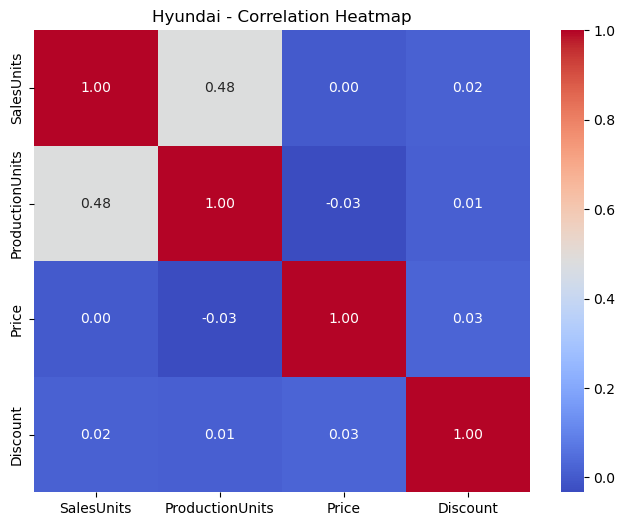 Hyundai - Correlation Heatmap
SalesUnits
1.00
0.48
0.00
0.02
ProductionUnits
0.48
1.00
-0.03
0.01
Price
0.00
-0.03
1.00
0.03
Discount
0.02
0.01
0.03
1.00
SalesUnits
ProductionUnits
Price
Discount
1.0
0.8
0.6
0.4
0.2
0.0